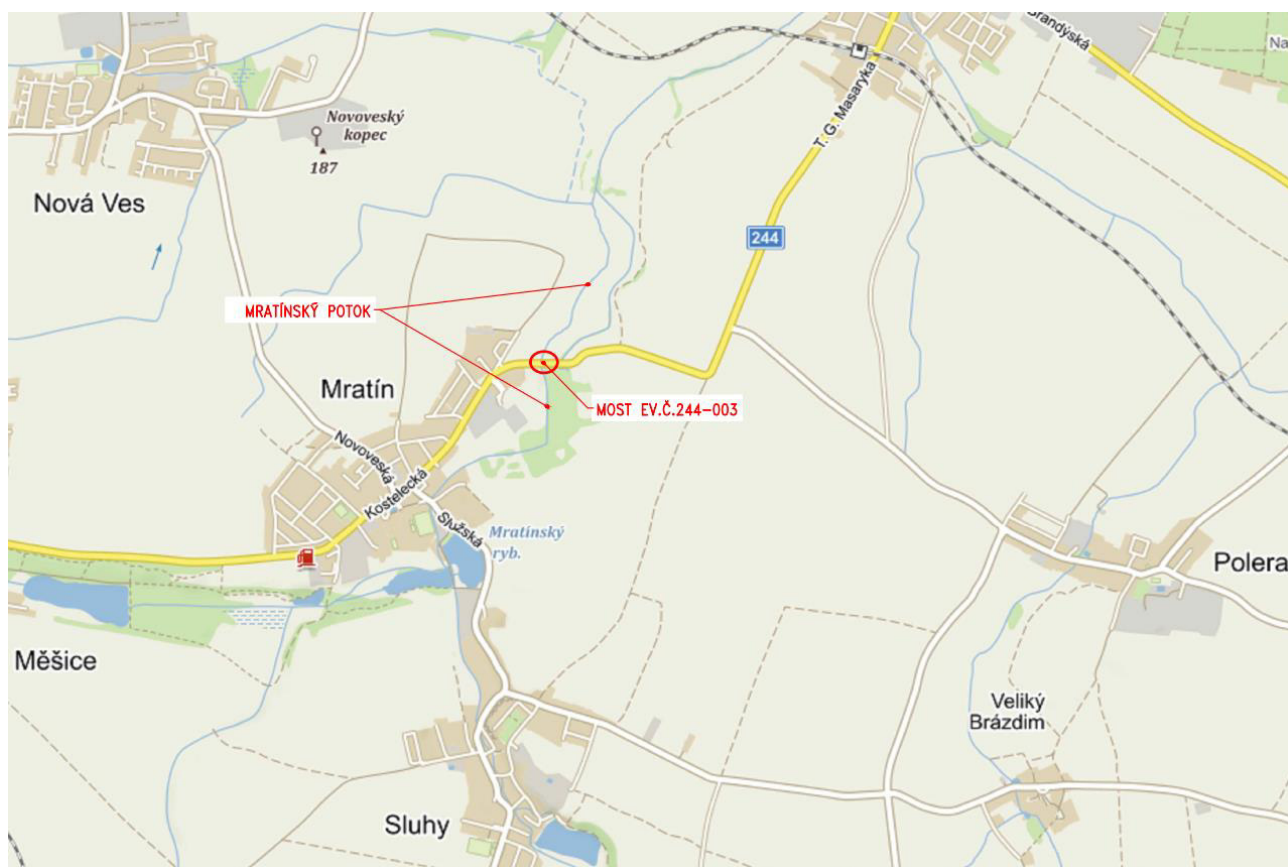 Brandýská
Na
Novoveský
kopec
187
T. G. Masaryka
Nová Ves
244
MRATÍNSKÝ POTOK
Mratín
MOST EV.Č.244-003
Novoveská
Kostelecká
Služská
Mratínský
ryb.
Polera
Měšice
Veliký
Brázdim
Sluhy